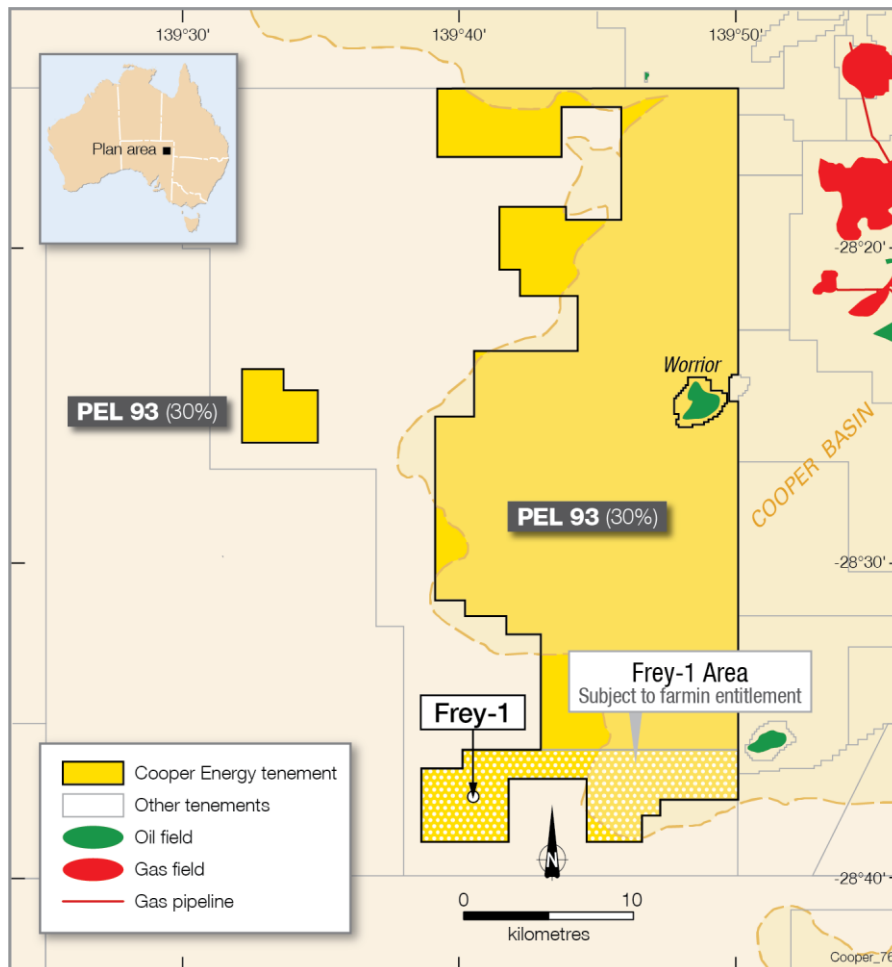 139°30'
139°40'
139°50'
Plan area
-28°20'
Worrior
PEL 93 (30%)
COOPER BASIN
PEL 93 (30%)
-28°30'
Frey-1 Area
Subject to farmin entitlement
Frey-1
Cooper Energy tenement
Other tenements
Oil field
Gas field
Gas pipeline
N
-28°40'
0
10
kilometres